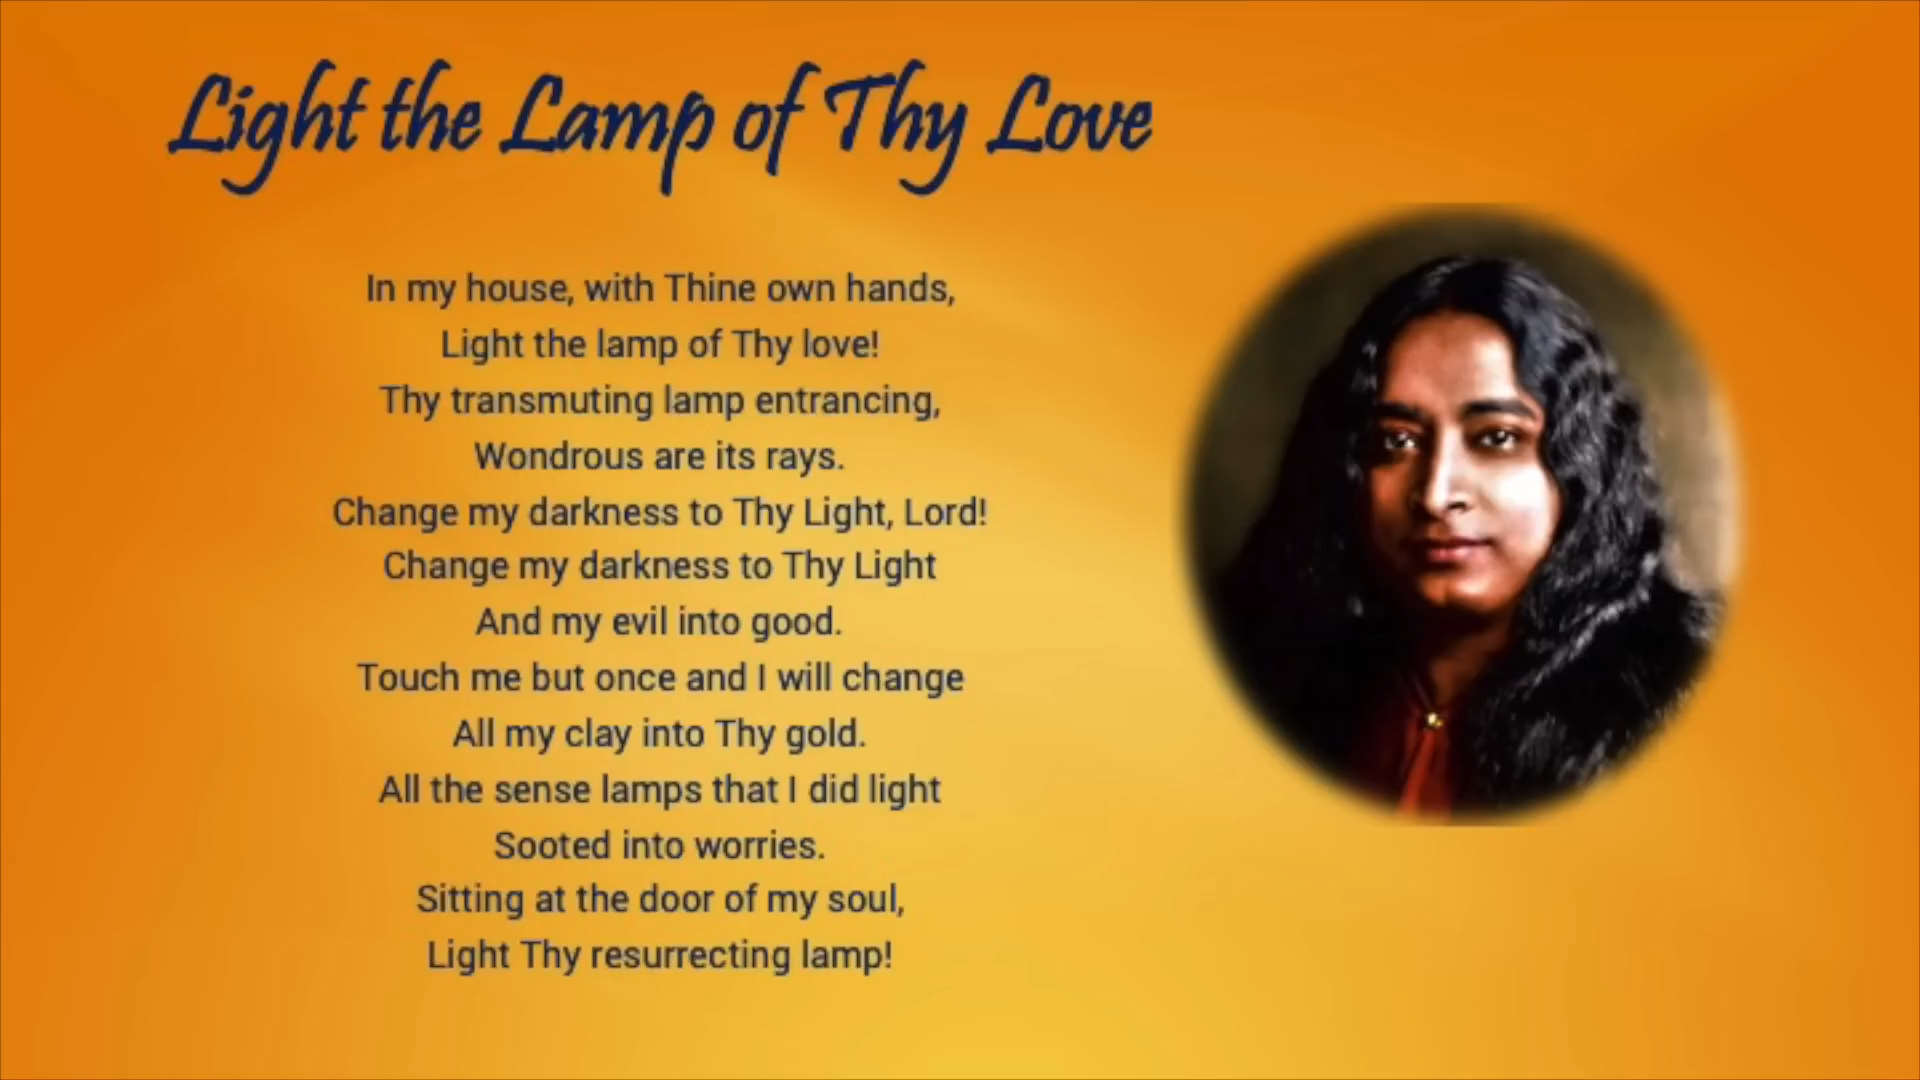 Light the Lamp of Thy Love
In my house, with Thine own hands,
Light the lamp of Thy love!
Thy transmuting lamp entrancing,
Wondrous are its rays.
Change my darkness to Thy Light, Lord!
Change my darkness to Thy Light
And my evil into good.
Touch me but once and I will change
All my clay into Thy gold.
All the sense lamps that I did light
Sooted into worries.
Sitting at the door of my soul,
Light Thy resurrecting lamp!